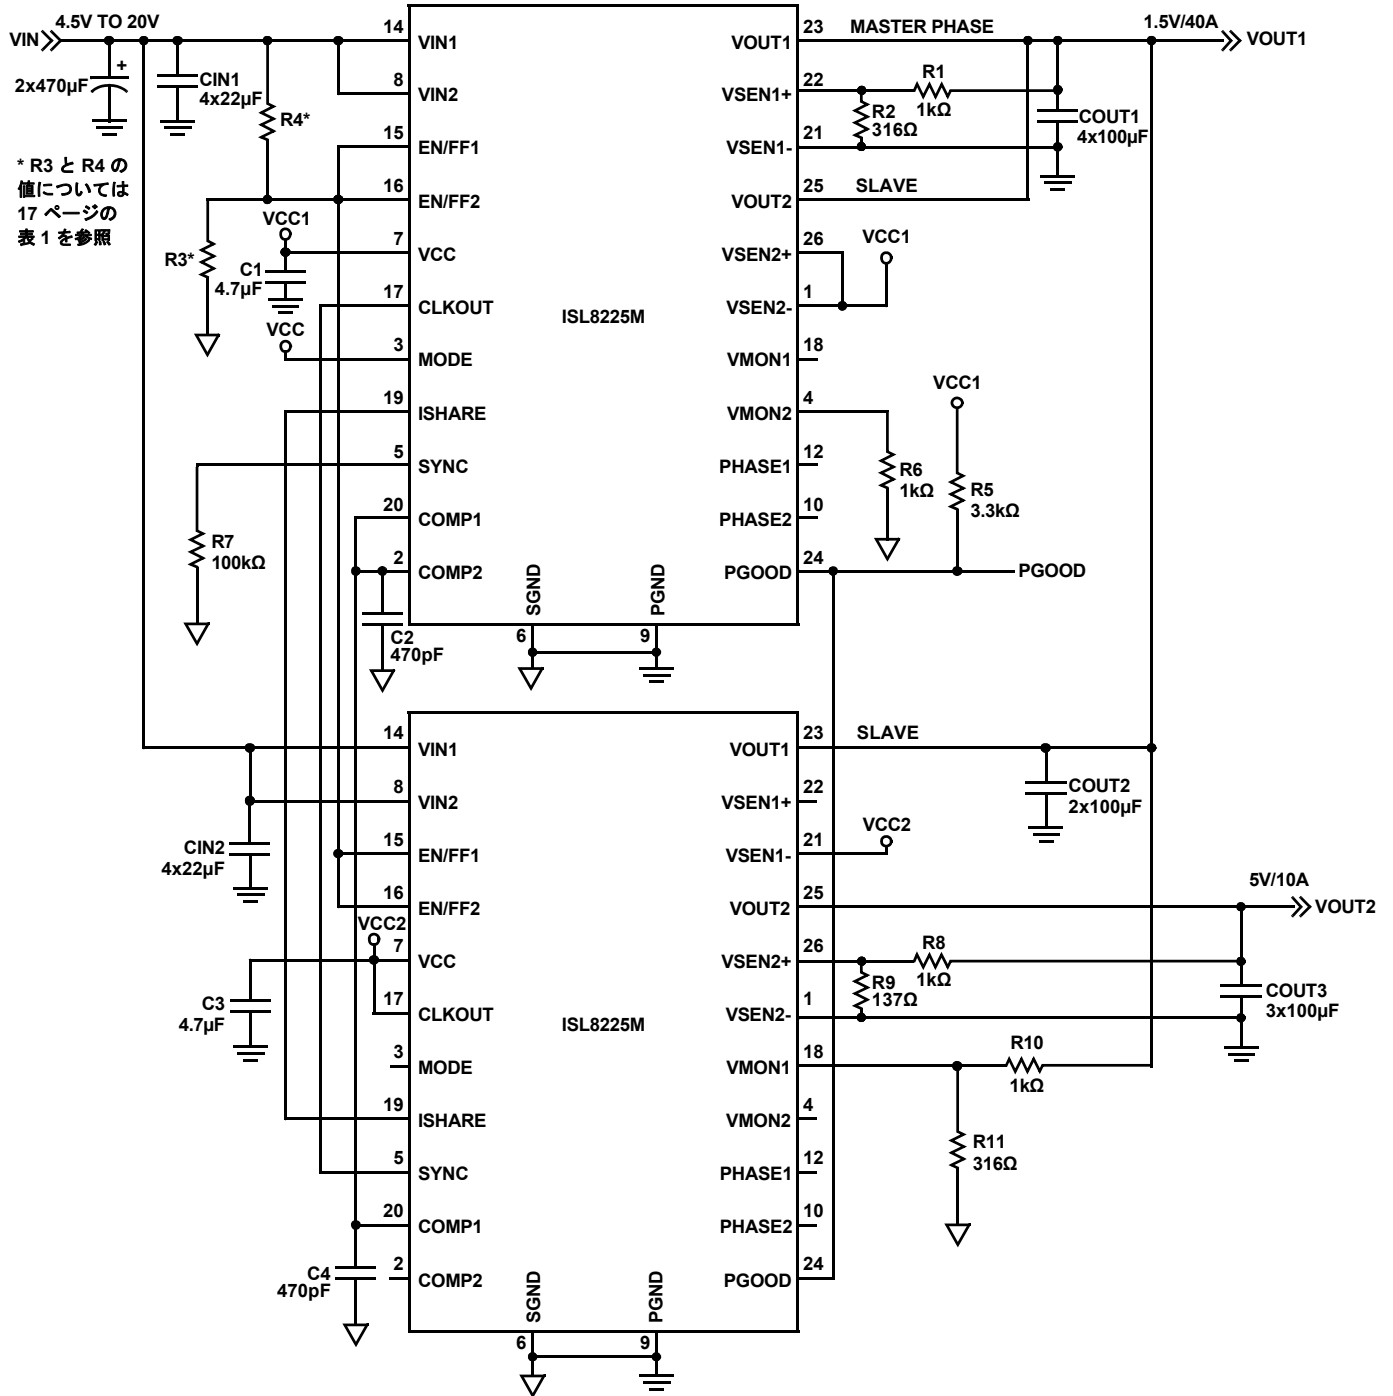 VIN
4.5V TO 20V
2x470µF
+
CIN1
4x22µF
R4*
* R3 と R4 の
値については
17 ページの
表 1 を参照
R3*
VCC1
C1
4.7µF
VCC
R7
100kΩ
C2
470pF
14 VIN1
8 VIN2
15 EN/FF1
16 EN/FF2
7 VCC
17 CLKOUT
3 MODE
19 ISHARE
5 SYNC
20 COMP1
2 COMP2
ISL8225M
SGND
6
PGND
9
VOUT1 23 MASTER PHASE
VSEN1+ 22
VSEN1- 21
VOUT2 25 SLAVE
VSEN2+ 26
VSEN2- 1
VMON1 18
VMON2 4
PHASE1 12
PHASE2 10
PGOOD 24
R1
1kΩ
R2
316Ω
COUT1
4x100µF
1.5V/40A
VOUT1
VCC1
VCC1
R6
1kΩ
R5
3.3kΩ
PGOOD
CIN2
4x22µF
VCC2
C3
4.7µF
C4
470pF
14 VIN1
8 VIN2
15 EN/FF1
16 EN/FF2
7 VCC
17 CLKOUT
3 MODE
19 ISHARE
5 SYNC
20 COMP1
2 COMP2
ISL8225M
SGND
6
PGND
9
VOUT1 23 SLAVE
VSEN1+ 22
VSEN1- 21
VOUT2 25
VSEN2+ 26
VSEN2- 1
VMON1 18
VMON2 4
PHASE1 12
PHASE2 10
PGOOD 24
COUT2
2x100µF
VCC2
5V/10A
VOUT2
R8
1kΩ
R9
137Ω
COUT3
3x100µF
R10
1kΩ
R11
316Ω